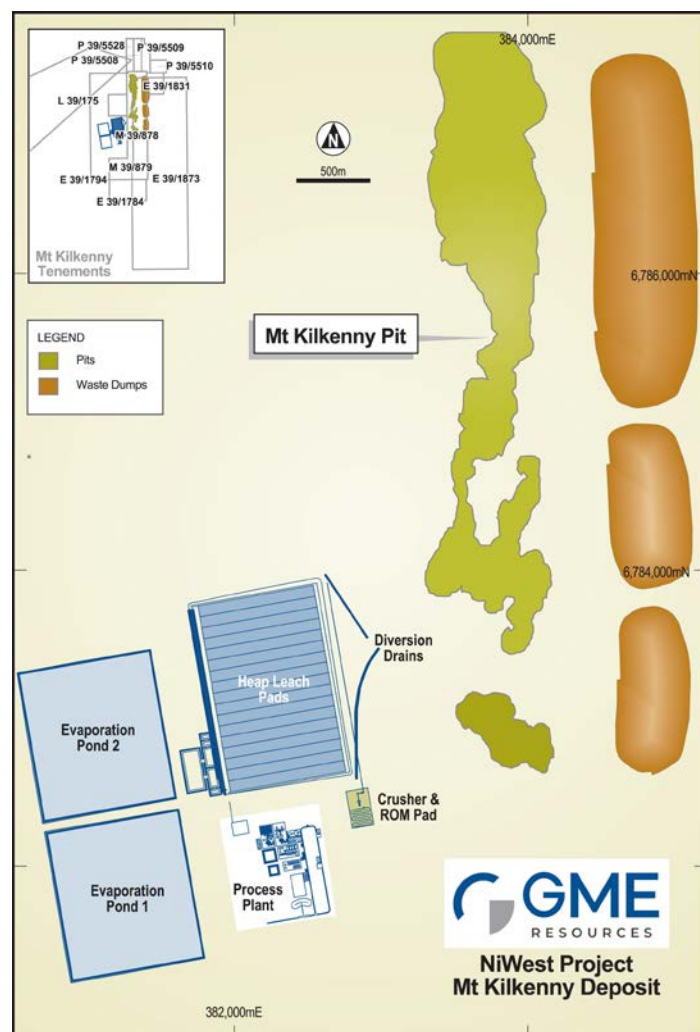 P 39/5528
P 39/5509
P 39/5508
P 39/5510
E 39/1831
L 39/175
M 39/878
M 39/879
E 39/1794
E 39/1873
E 39/1784
Mt Kilkenny
Tenements
N
500m
384,000mE
6,786,000mN
LEGEND
Pits
Waste Dumps
Mt Kilkenny Pit
6,784,000mN
Diversion
Drains
Heap Leach
Pads
Evaporation
Pond 2
Crusher &
ROM Pad
Process
Plant
Evaporation
Pond 1
GME
RESOURCES
NiWest Project
Mt Kilkenny Deposit
382,000mE